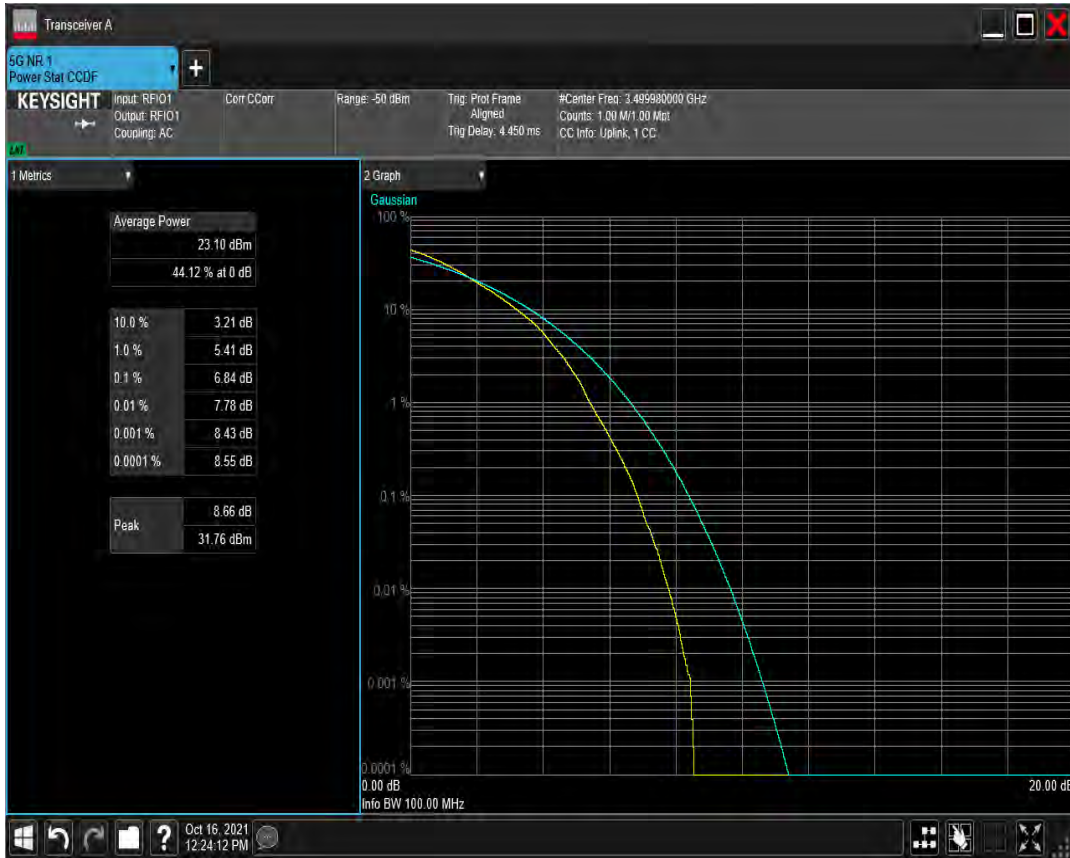 Transceiver A
5G NR 1
Power Stat CCDF
+
KEYSIGHT
Input: RFIO1
Output: RFIO1
Coupling: AC
Corr CCorr
Range: -50 dBm
Trig: Prot Frame
Aligned
Trig Delay: 4.450 ms
#Center Freq: 3.499980000 GHz
Counts: 1.00 M/1.00 Mpt
CC Info: Uplink, 1 CC
1 Metrics
Average Power
23.10 dBm
44.12 % at 0 dB
10.0 % 3.21 dB
1.0 % 5.41 dB
0.1 % 6.84 dB
0.01 % 7.78 dB
0.001 % 8.43 dB
0.0001 % 8.55 dB
Peak
8.66 dB
31.76 dBm
2 Graph
Gaussian
100 %
10 %
1 %
0.1 %
0.01 %
0.001 %
0.0001 %
0.00 dB
20.00 dB
Info BW 100.00 MHz
?
Oct 16, 2021
12:24:12 PM